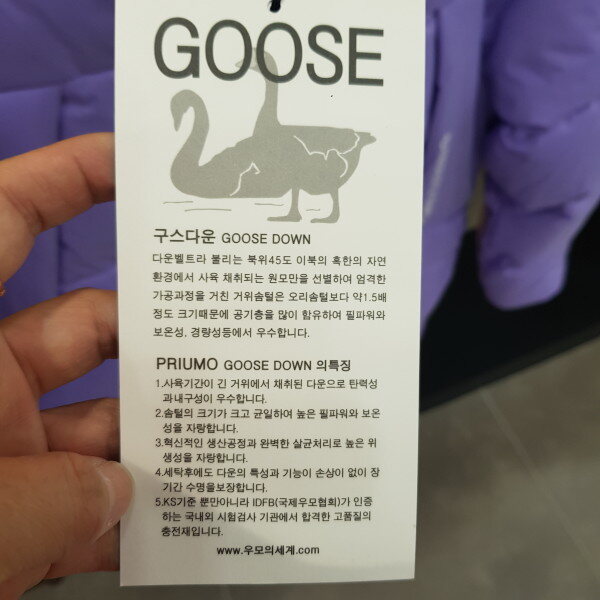 GOOSE
구스다운 GOOSE DOWN
다운벨트라 불리는 북위45도 이북의 혹한의 자연
환경에서 사육 채취되는 원모만을 선별하여 엄격한
가공과정을 거친 거위솜털은 오리솜털보다 약1.5배
정도 크기때문에 공기층을 많이 함유하여 필파워와
보온성, 경량성등에서 우수합니다.
PRIUMO GOOSE DOWN 의특징
1.사육기간이 긴 거위에서 채취된 다운으로 탄력성
과내구성이 우수합니다.
2.솜털의 크기가 크고 균일하여 높은 필파워와 보온
성을 자랑합니다.
3.혁신적인 생산공정과 완벽한 살균처리로 높은 위
생성을 자랑합니다.
4.세탁후에도 다운의 특성과 기능이 손상이 없이 장
기간 수명을보장합니다.
5.KS기준 뿐만아니라 IDFB(국제우모협회)가 인증
하는 국내외 시험검사 기관에서 합격한 고품질의
충전재입니다.
www.우모의세계.com